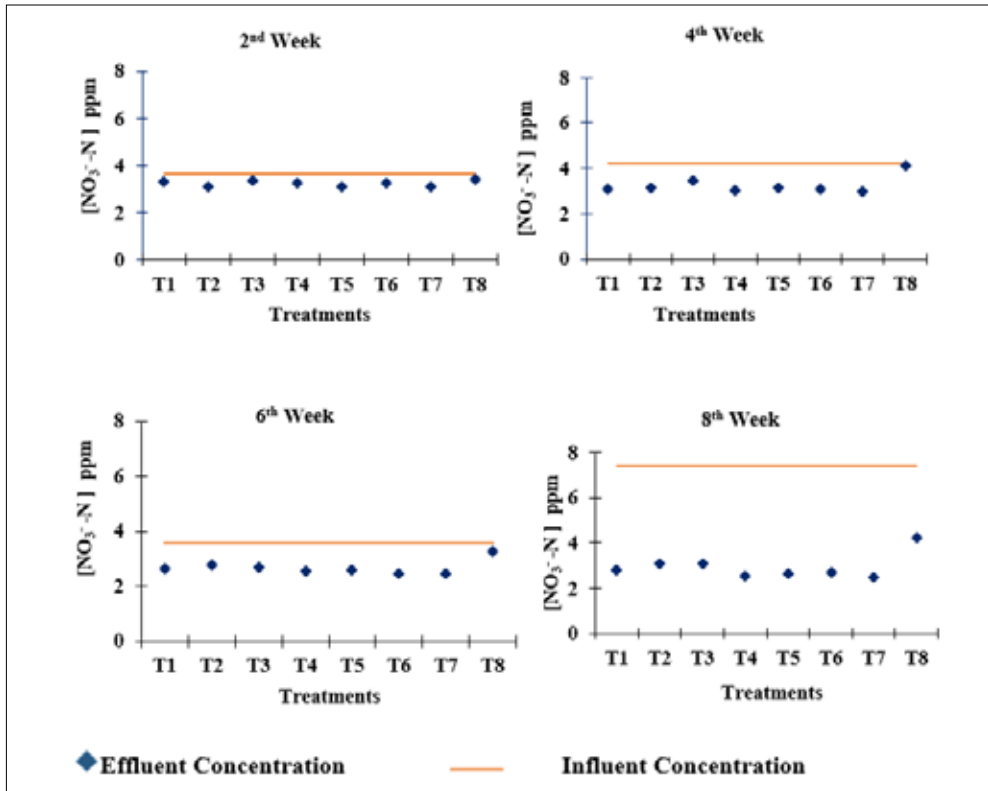 2nd Week
[NO3- -N ] ppm
8
6
4
2
0
T1 T2 T3 T4 T5 T6 T7 T8
Treatments
4th Week
[NO3- -N ] ppm
8
6
4
2
0
T1 T2 T3 T4 T5 T6 T7 T8
Treatments
6th Week
[NO3- -N ] ppm
8
6
4
2
0
T1 T2 T3 T4 T5 T6 T7 T8
Treatments
8th Week
[NO3- -N ] ppm
8
6
4
2
0
T1 T2 T3 T4 T5 T6 T7 T8
Treatments
Effluent Concentration
Influent Concentration